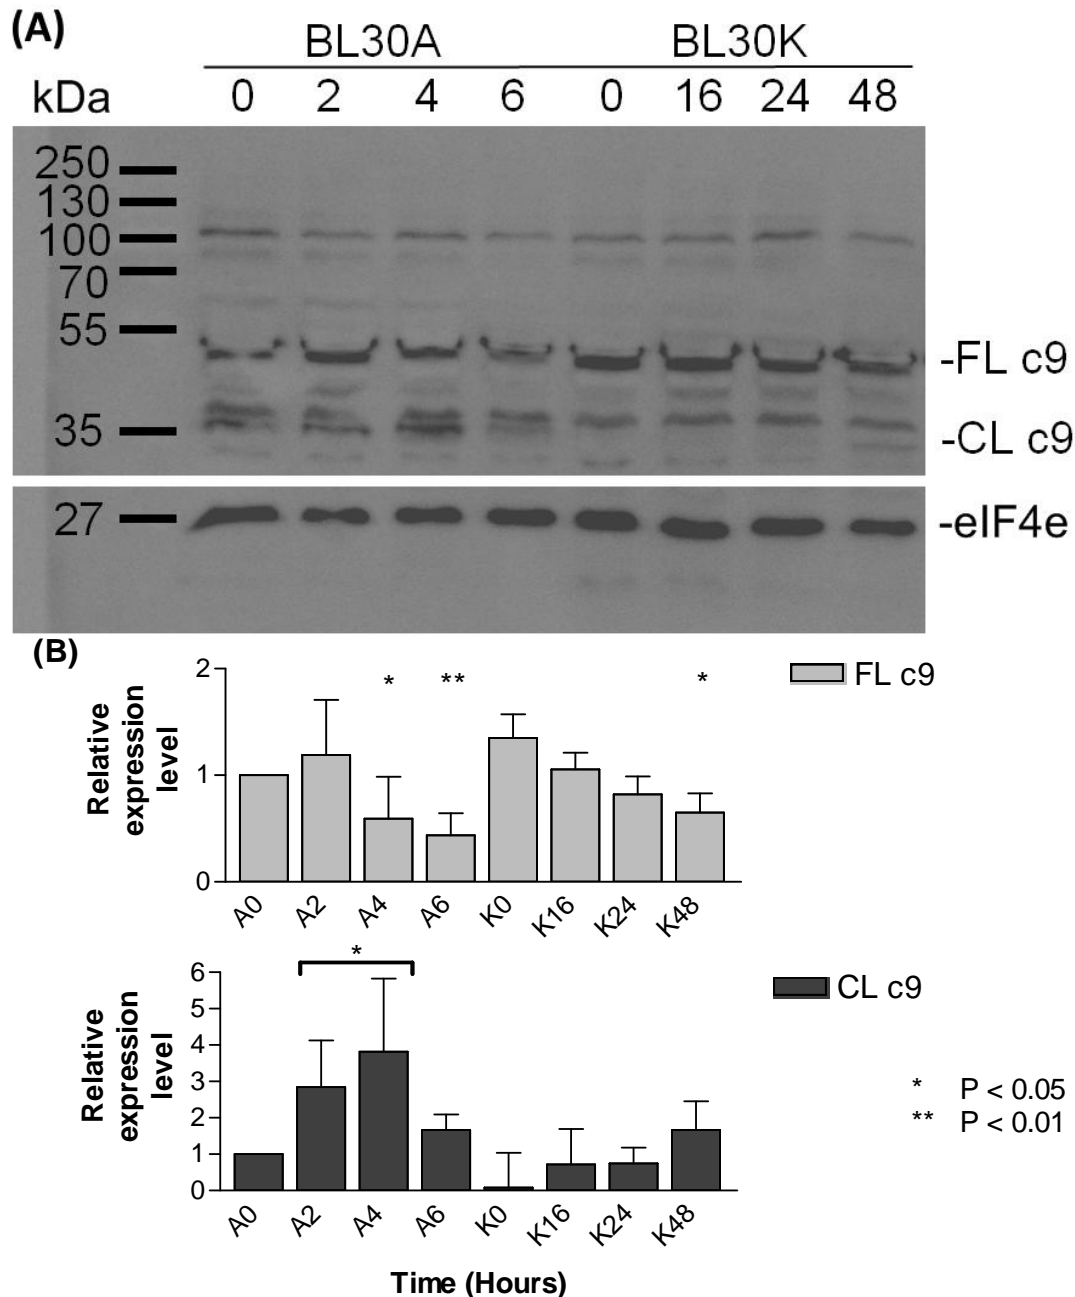 (A)
BL30A BL30K
kDa 0 2 4 6 0 16 24 48
250
130
100
70
55
-FL c9
35
-CL c9
27
-eIF4e
(B)
2
* ** *
FL c9
Relative
expression
level
1
0
A0 A2 A4 A6 K0 K16 K24 K48
*
6
CL c9
5
4
3
2
1
0
Relative
expression
level
* P < 0.05
** P < 0.01
A0 A2 A4 A6 K0 K16 K24 K48
Time (Hours)